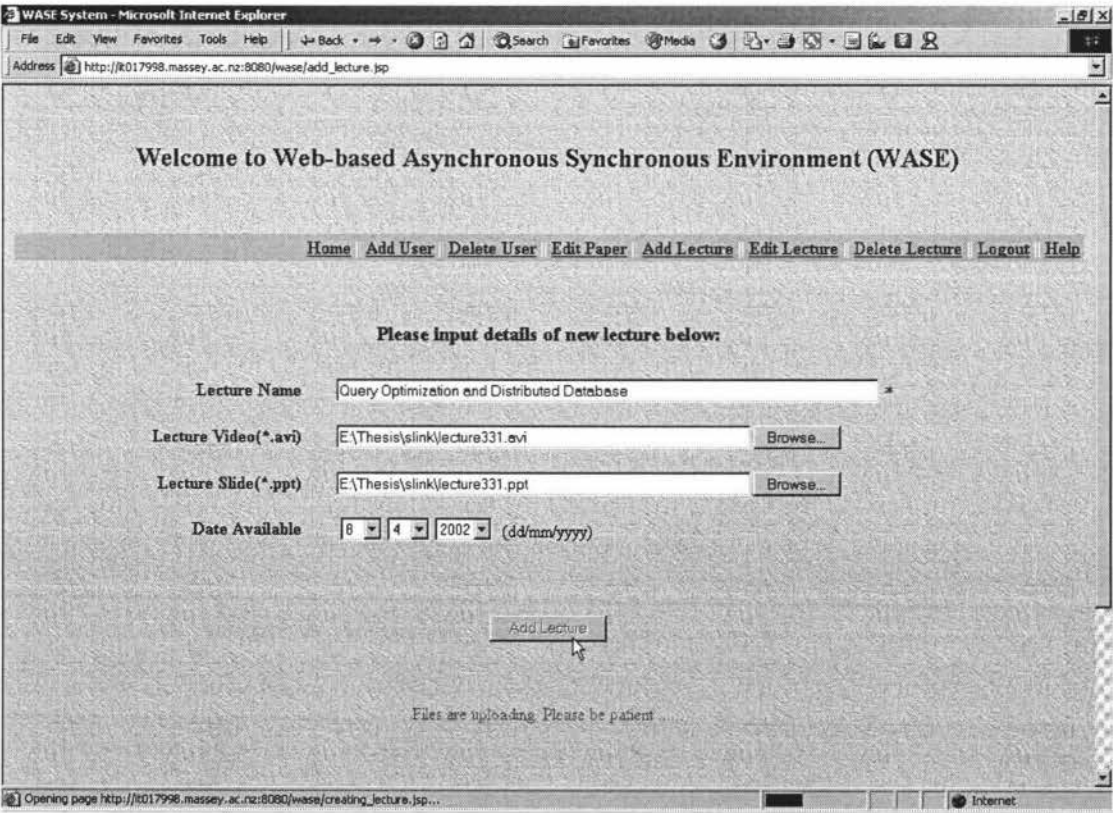 WASE System - Microsoft Internet Explorer
File Edit View Favorites Tools Help Back Search Favorites Media
Address http://it017998.massey.ac.nz:8080/wase/add_lecture.jsp
Welcome to Web-based Asynchronous Synchronous Environment (WASE)
Home Add User Delete User Edit Paper Add Lecture Edit Lecture Delete Lecture Logout Help
Please input details of new lecture below:
Lecture Name Query Optimization and Distributed Database *
Lecture Video(*.avi) E:\Thesis\slink\lecture331.avi Browse...
Lecture Slide(*.ppt) E:\Thesis\slink\lecture331.ppt Browse...
Date Available 8 4 2002 (dd/mm/yyyy)
Add Lecture
Files are uploading. Please be patient .......
Opening page http://it017998.massey.ac.nz:8080/wase/creating_lecture.jsp... Internet